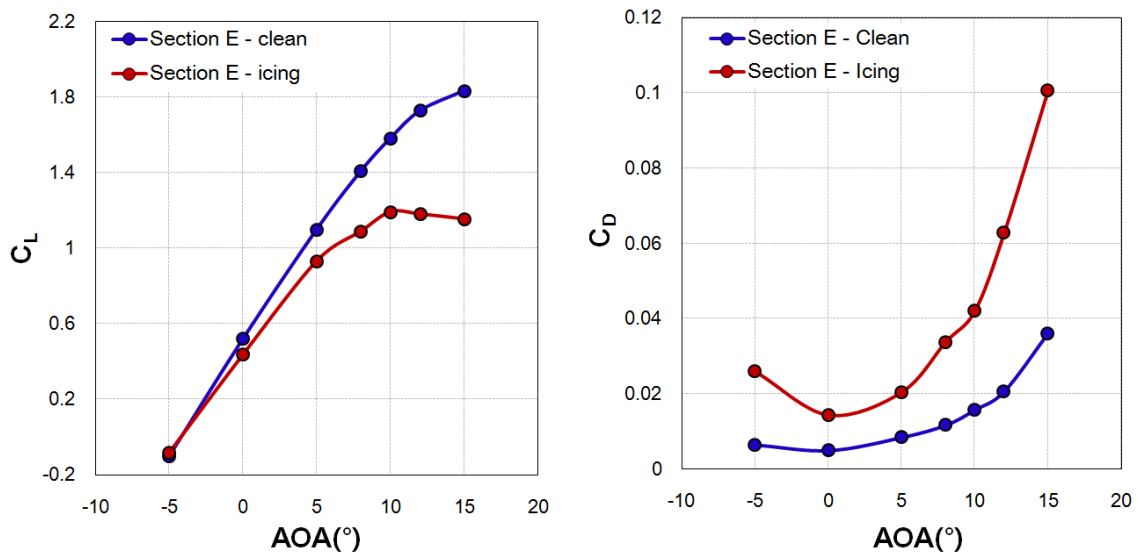 2.2
1.8
1.4
1
0.6
0.2
-0.2
-10 -5 0 5 10 15 20
C_L
AOA(°)
Section E - clean
Section E - icing
0.12
0.1
0.08
0.06
0.04
0.02
0
-10 -5 0 5 10 15 20
C_D
AOA(°)
Section E - Clean
Section E - Icing